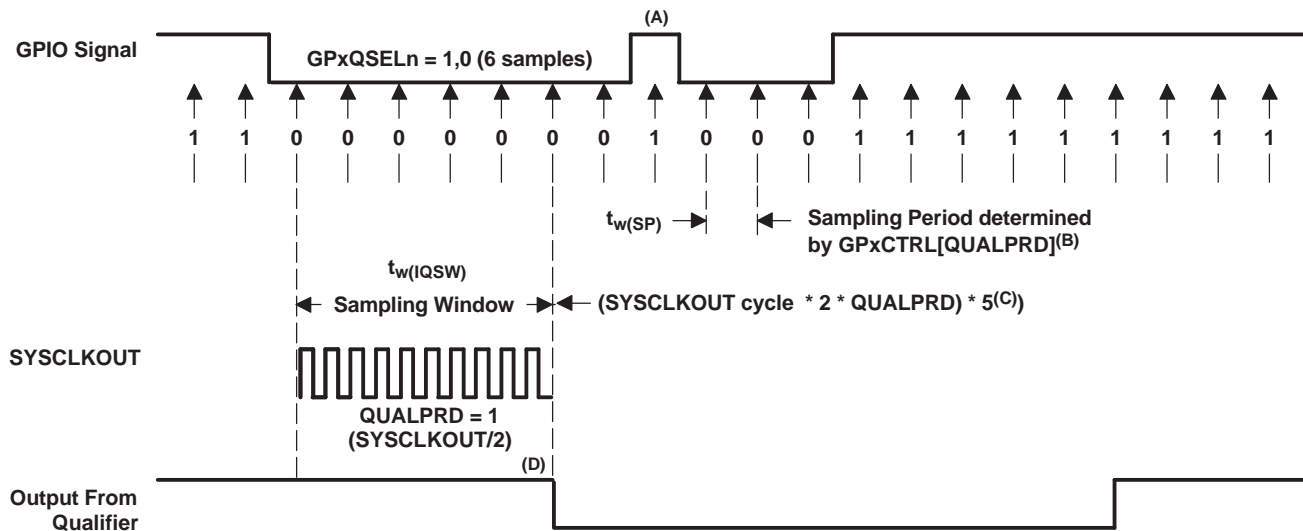 (A)
GPIO Signal
GPxQSELn = 1,0 (6 samples)
1 1 0 0 0 0 0 0 0 1 0 0 0 1 1 1 1 1 1 1 1 1
tw(SP)
Sampling Period determined
by GPxCTRL[QUALPRD](B)
tw(IQSW)
Sampling Window
(SYSCLKOUT cycle * 2 * QUALPRD) * 5(C))
SYSCLKOUT
QUALPRD = 1
(SYSCLKOUT/2)
(D)
Output From
Qualifier